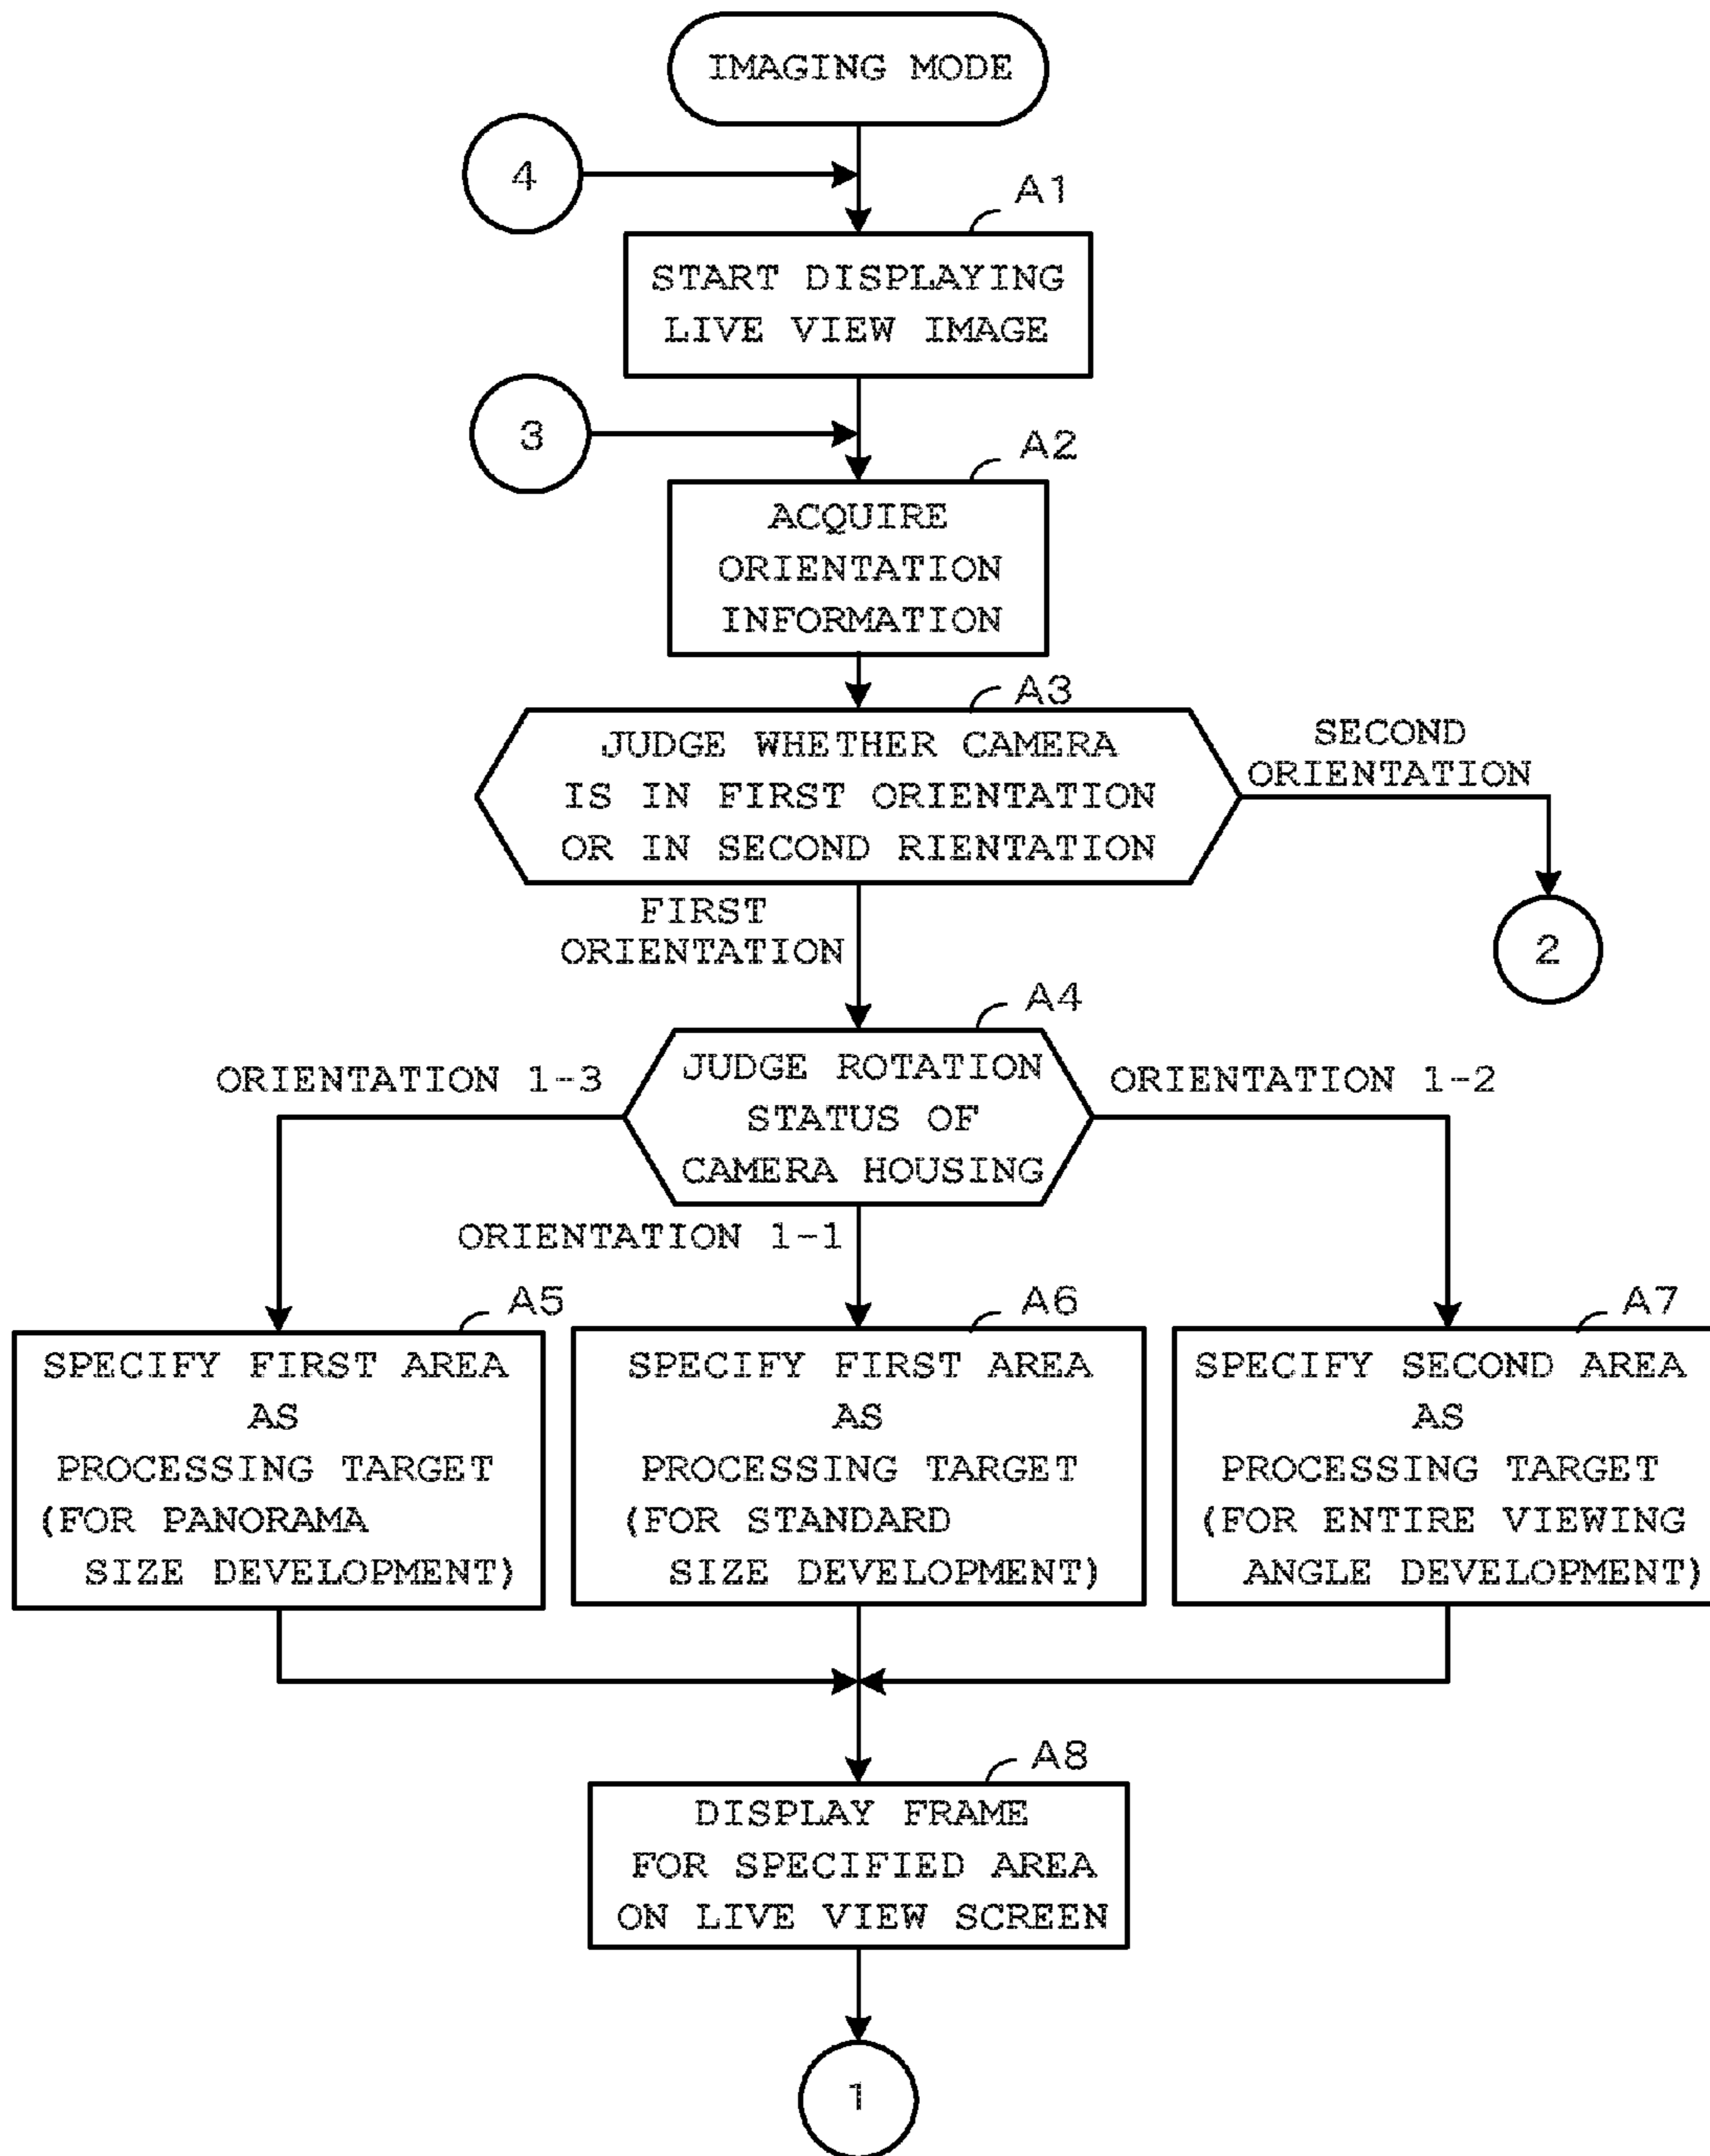 IMAGING MODE
4
A1
START DISPLAYING
LIVE VIEW IMAGE
3
A2
ACQUIRE
ORIENTATION
INFORMATION
A3
JUDGE WHETHER CAMERA
IS IN FIRST ORIENTATION
OR IN SECOND RIENTATION
SECOND
ORIENTATION
2
FIRST
ORIENTATION
A4
JUDGE ROTATION
STATUS OF
CAMERA HOUSING
ORIENTATION 1-3
ORIENTATION 1-2
ORIENTATION 1-1
A5
SPECIFY FIRST AREA
AS
PROCESSING TARGET
(FOR PANORAMA
SIZE DEVELOPMENT)
A6
SPECIFY FIRST AREA
AS
PROCESSING TARGET
(FOR STANDARD
SIZE DEVELOPMENT)
A7
SPECIFY SECOND AREA
AS
PROCESSING TARGET
(FOR ENTIRE VIEWING
ANGLE DEVELOPMENT)
A8
DISPLAY FRAME
FOR SPECIFIED AREA
ON LIVE VIEW SCREEN
1